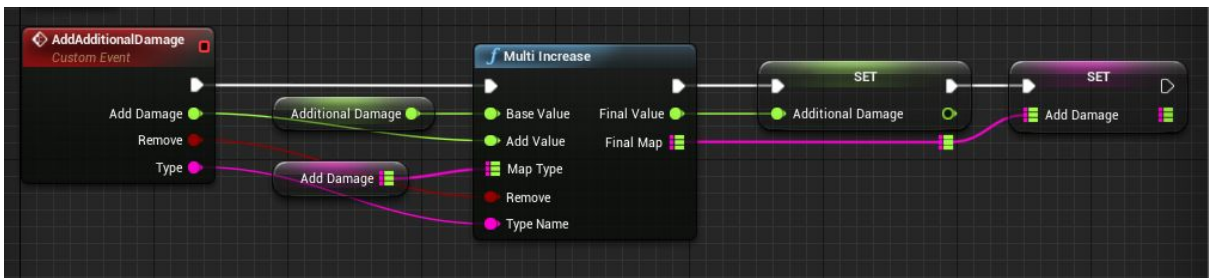 AddAdditionalDamage
Custom Event
Add Damage
Remove
Type
Additional Damage
Add Damage
f Multi Increase
Base Value
Final Value
Add Value
Final Map
Map Type
Remove
Type Name
SET
Additional Damage
SET
Add Damage